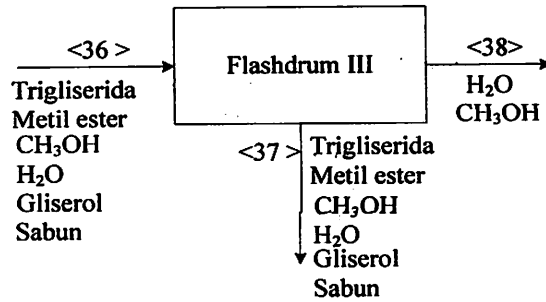 <36 >
Flashdrum III
<38>
Trigliserida
Metil ester
CH₃OH
H₂O
Gliserol
Sabun
H₂O
CH₃OH
<37 >
Trigliserida
Metil ester
CH₃OH
H₂O
Gliserol
Sabun